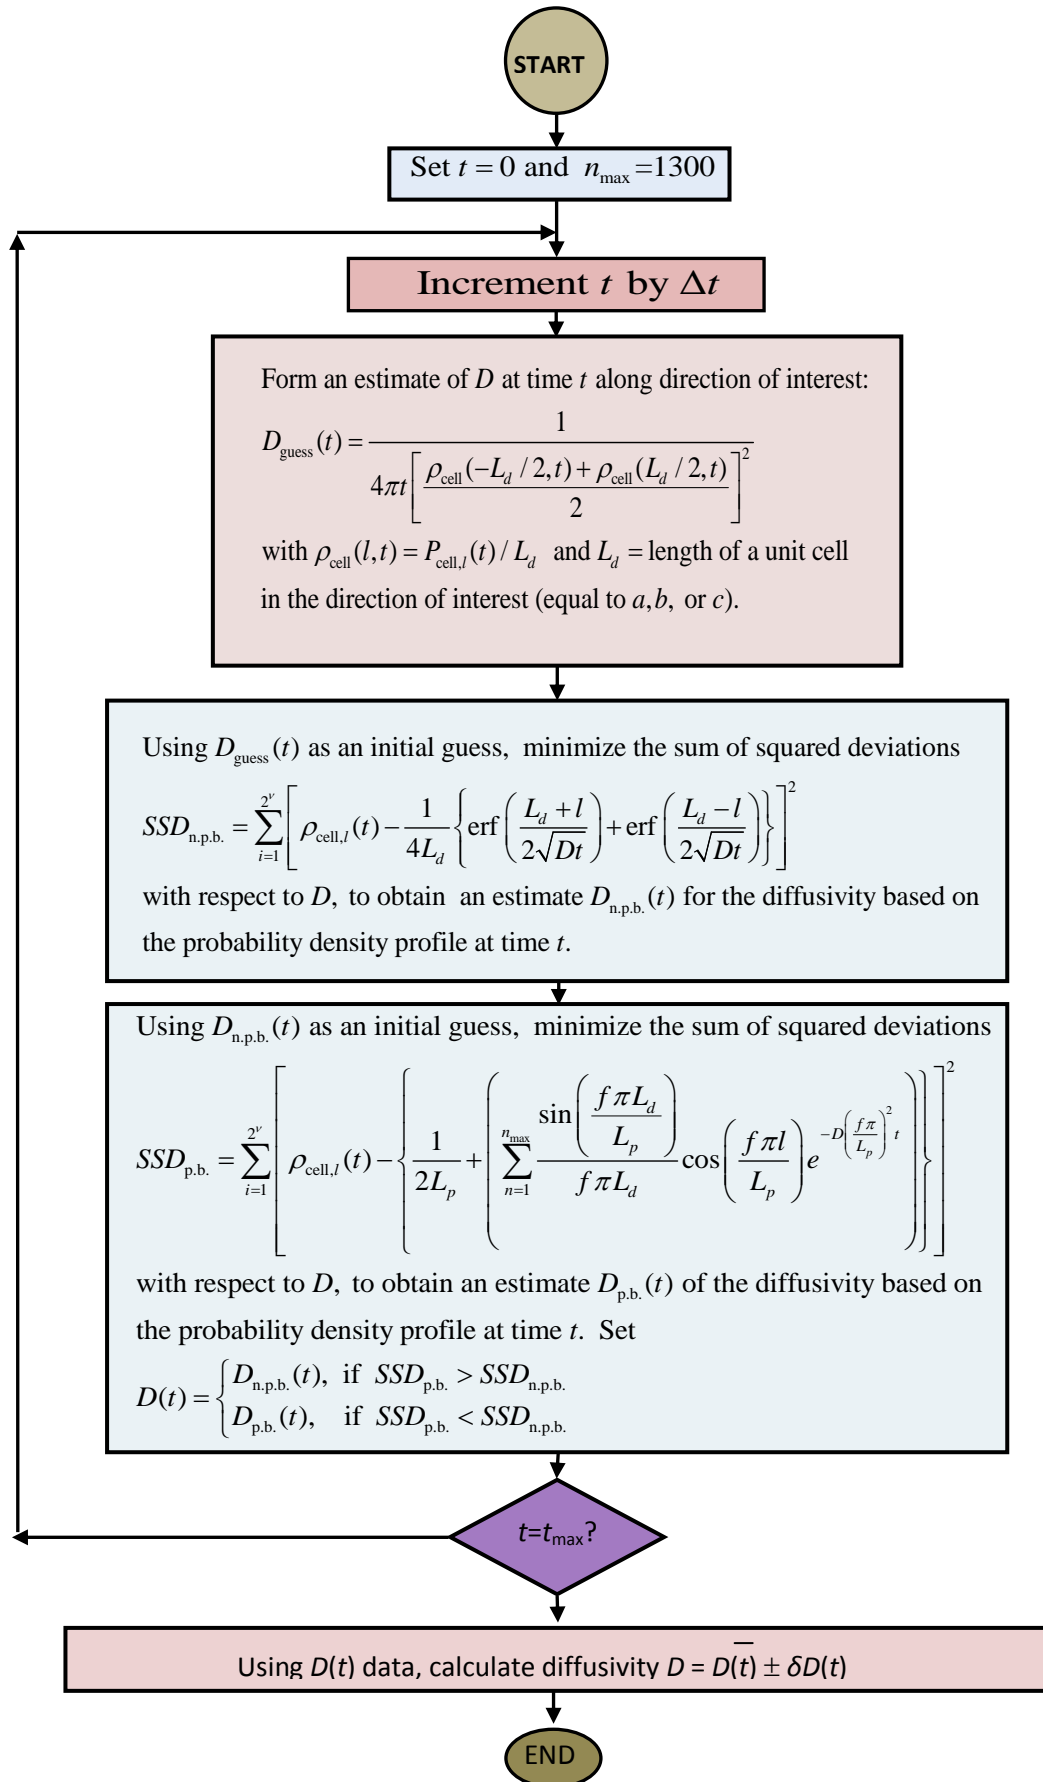 START
Set t = 0 and n_max =1300
Increment t by Δt
Form an estimate of D at time t along direction of interest:
D_guess(t) = 1 / (4πt[(ρ_cell(−L_d / 2,t) + ρ_cell(L_d / 2,t)) / 2]^2)
with ρ_cell(l,t) = P_cell,l(t) / L_d and L_d = length of a unit cell
in the direction of interest (equal to a,b, or c).
Using D_guess(t) as an initial guess, minimize the sum of squared deviations
SSD_n.p.b. = ∑_{i=1}^{2^ν} [ρ_cell,l(t) − 1/(4L_d) {erf((L_d + l)/(2√Dt)) + erf((L_d − l)/(2√Dt))}]^2
with respect to D, to obtain an estimate D_n.p.b.(t) for the diffusivity based on
the probability density profile at time t.
Using D_n.p.b.(t) as an initial guess, minimize the sum of squared deviations
SSD_p.b. = ∑_{i=1}^{2^ν} [ρ_cell,l(t) − {1/(2L_p) + (∑_{n=1}^{n_max} sin(fπL_d/L_p)/(fπL_d) cos(fπl/L_p) e^{−D(fπ/L_p)^2 t})}]^2
with respect to D, to obtain an estimate D_p.b.(t) of the diffusivity based on
the probability density profile at time t. Set
D(t) = { D_n.p.b.(t), if SSD_p.b. > SSD_n.p.b.
D_p.b.(t), if SSD_p.b. < SSD_n.p.b.
t=t_max?
Using D(t) data, calculate diffusivity D = D(t̅) ± δD(t)
END